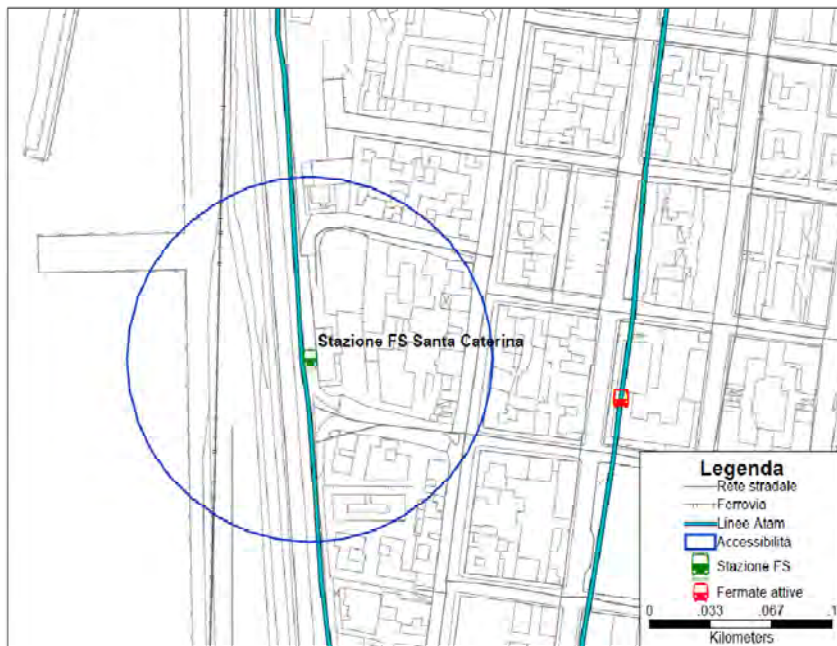 Stazione FS Santa Caterina
Legenda
Rete stradale
Ferrovia
Linee Atam
Accessibilità
Stazione FS
Fermate attive
0 .033 .067 .1
Kilometers